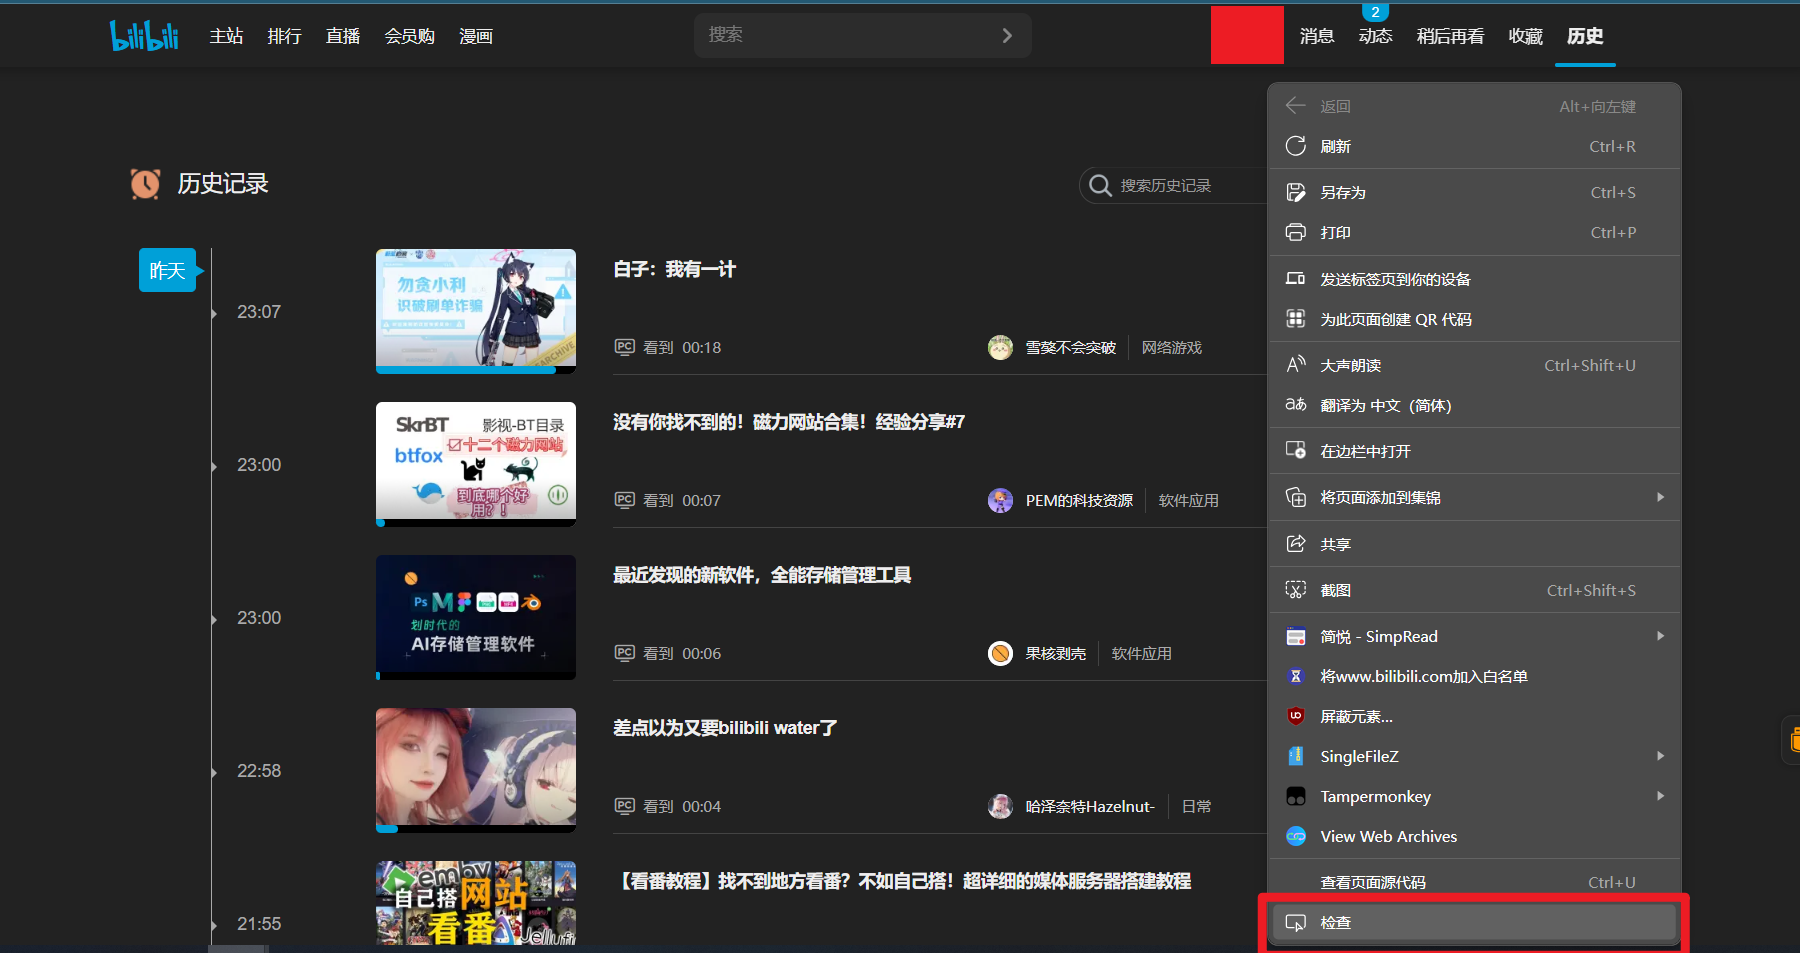 bilibili
主站
排行
直播
会员购
漫画
搜索
消息
2
动态
稍后再看
收藏
历史
历史记录
搜索历史记录
昨天
23:07
勿贪小利
识破刷单诈骗
ARCHIVE
白子：我有一计
PC 看到 00:18
雪獒不会突破
网络游戏
23:00
SkrBT
影视-BT目录
十二个磁力网站
btfox
到底哪个好
用？！
没有你找不到的！磁力网站合集！经验分享#7
PC 看到 00:07
PEM的科技资源
软件应用
23:00
Ps
划时代的
AI存储管理软件
最近发现的新软件，全能存储管理工具
PC 看到 00:06
果核剥壳
软件应用
22:58
差点以为又要bilibili water了
PC 看到 00:04
哈泽奈特Hazelnut-
日常
21:55
emby
自己搭网站
看番
Jellyfi
【看番教程】找不到地方看番？不如自己搭！超详细的媒体服务器搭建教程
返回 Alt+向左键
刷新 Ctrl+R
另存为 Ctrl+S
打印 Ctrl+P
发送标签页到你的设备
为此页面创建 QR 代码
大声朗读 Ctrl+Shift+U
翻译为 中文（简体）
在边栏中打开
将页面添加到集锦
共享
截图 Ctrl+Shift+S
简悦 - SimpRead
将www.bilibili.com加入白名单
屏蔽元素...
SingleFileZ
Tampermonkey
View Web Archives
查看页面源代码 Ctrl+U
检查